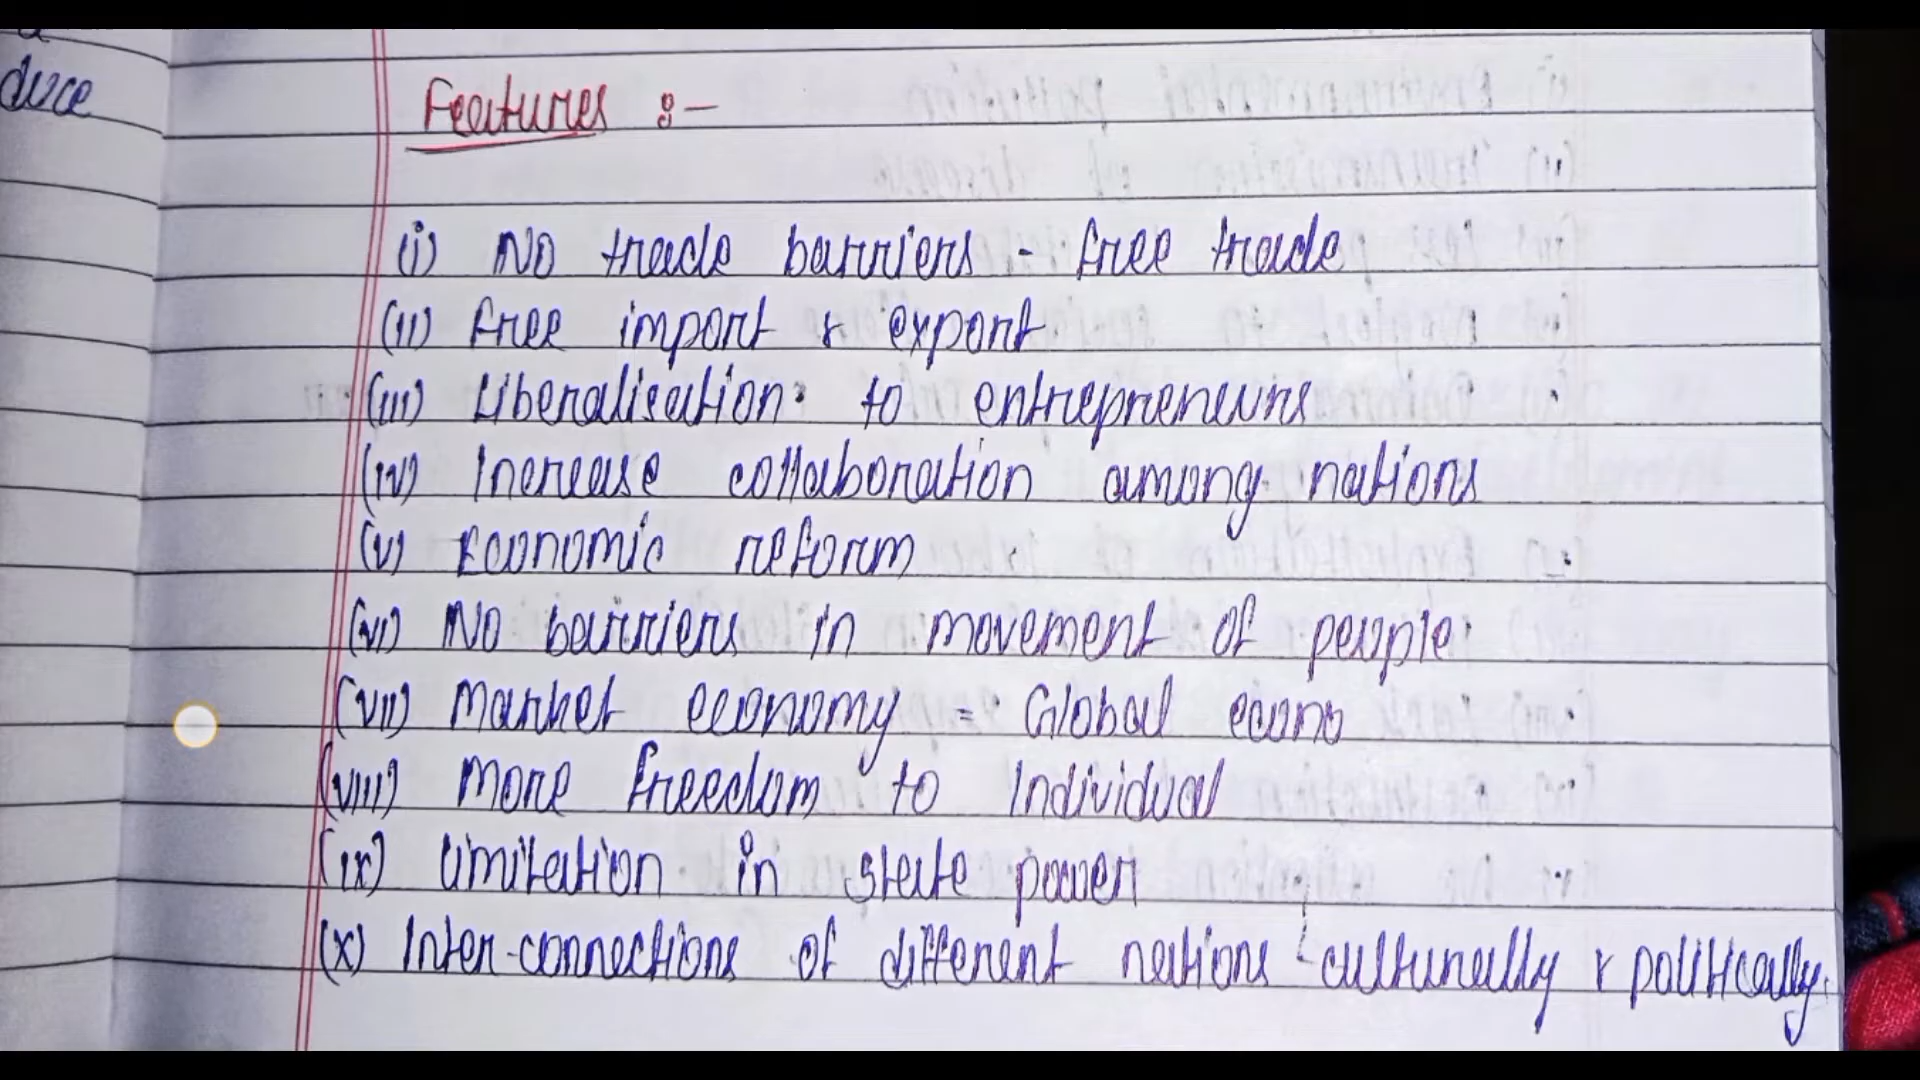 duce
Features :-
(i) No trade barriers - free trade
(ii) free import & export
(iii) Liberalisation to entrepreneurs
(iv) Increase collaboration among nations
(v) Economic reform
(vi) No barriers in movement of people
(vii) Market economy = Global econo
(viii) More freedom to individual
(ix) Limitation in state power
(x) Inter-connections of different nations culturally & politically.